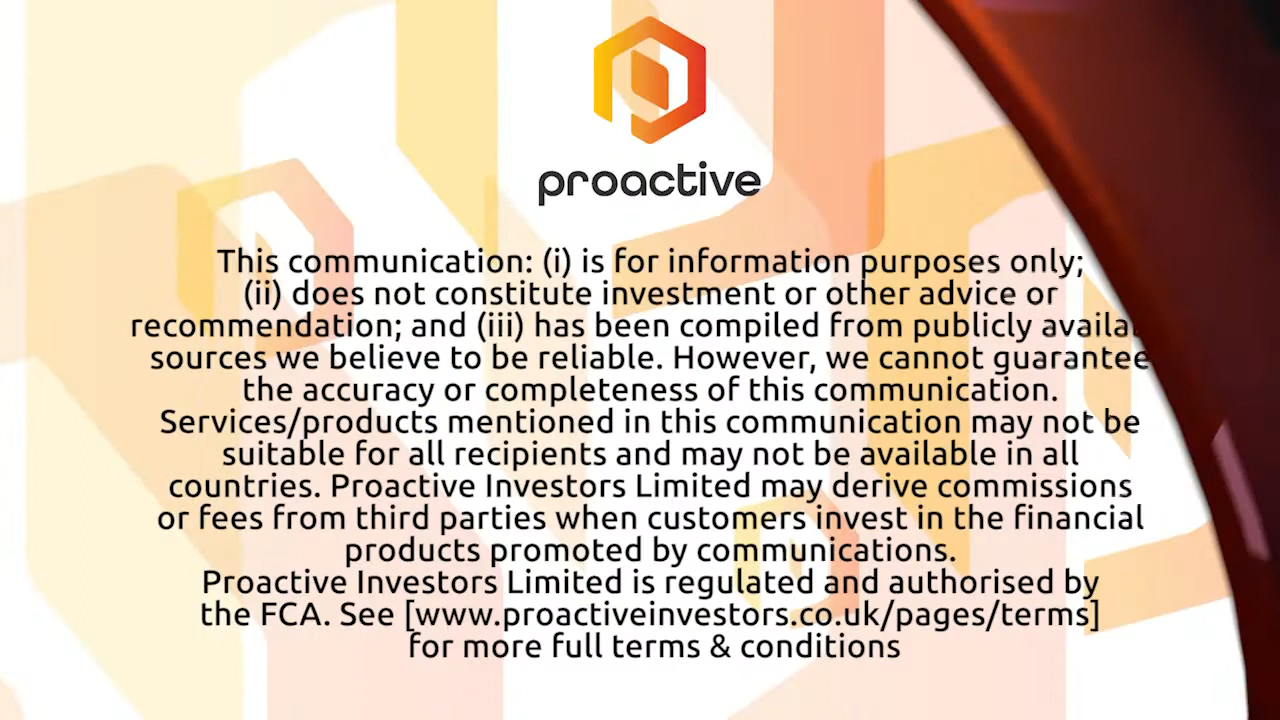 proactive
This communication: (i) is for information purposes only;
(ii) does not constitute investment or other advice or
recommendation; and (iii) has been compiled from publicly
sources we believe to be reliable. However, we cannot guarantee
the accuracy or completeness of this communication.
Services/products mentioned in this communication may not be
suitable for all recipients and may not be available in all
countries. Proactive Investors Limited may derive commissions
or fees from third parties when customers invest in the financial
products promoted by communications.
Proactive Investors Limited is regulated and authorised by
the FCA. See [www.proactiveinvestors.co.uk/pages/terms]
for more full terms & conditions